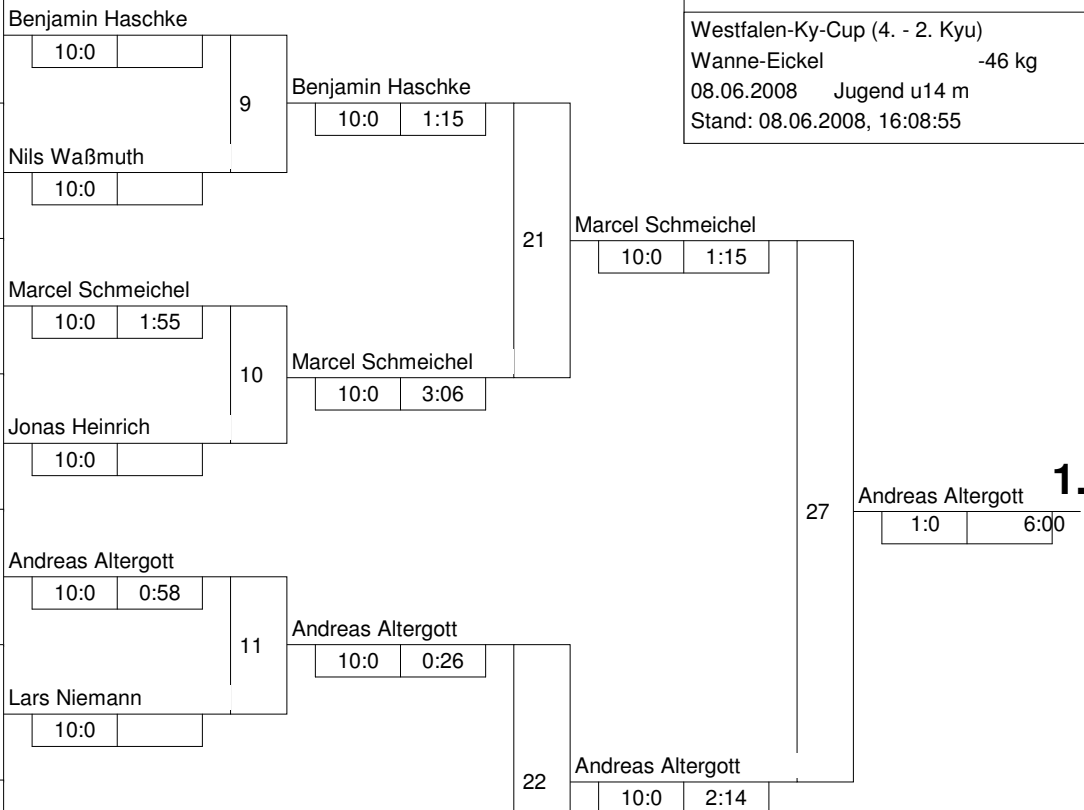 Westfalen-Ky-Cup (4. - 2. Kyu)
Wanne-Eickel -46 kg
08.06.2008 Jugend u14 m
Stand: 08.06.2008, 16:08:55
Benjamin Haschke
10:0
9
Nils Waßmuth
10:0
Benjamin Haschke
10:0 1:15
Marcel Schmeichel
10:0 1:55
10
Jonas Heinrich
10:0
Marcel Schmeichel
10:0 3:06
21
Marcel Schmeichel
10:0 1:15
Andreas Altergott
10:0 0:58
11
Lars Niemann
10:0
Andreas Altergott
10:0 0:26
22
Andreas Altergott
10:0 2:14
27
Andreas Altergott 1.
1:0 6:00